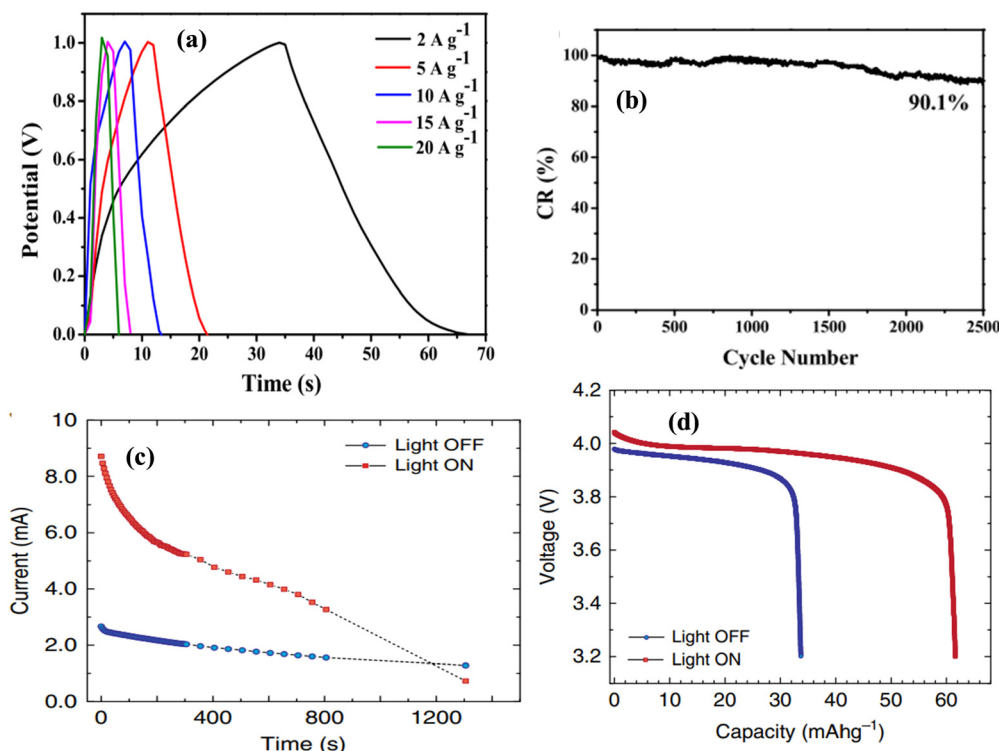 (a)
2 A g⁻¹
5 A g⁻¹
10 A g⁻¹
15 A g⁻¹
20 A g⁻¹
Potential (V)
1.0
0.8
0.6
0.4
0.2
0.0
0 10 20 30 40 50 60 70
Time (s)
(b)
90.1%
CR (%)
100
80
60
40
20
0
0 500 1000 1500 2000 2500
Cycle Number
(c)
Light OFF
Light ON
Current (mA)
10
8.0
6.0
4.0
2.0
0.0
0 400 800 1200
Time (s)
(d)
Light OFF
Light ON
Voltage (V)
4.2
4.0
3.8
3.6
3.4
3.2
0 10 20 30 40 50 60
Capacity (mAhg⁻¹)